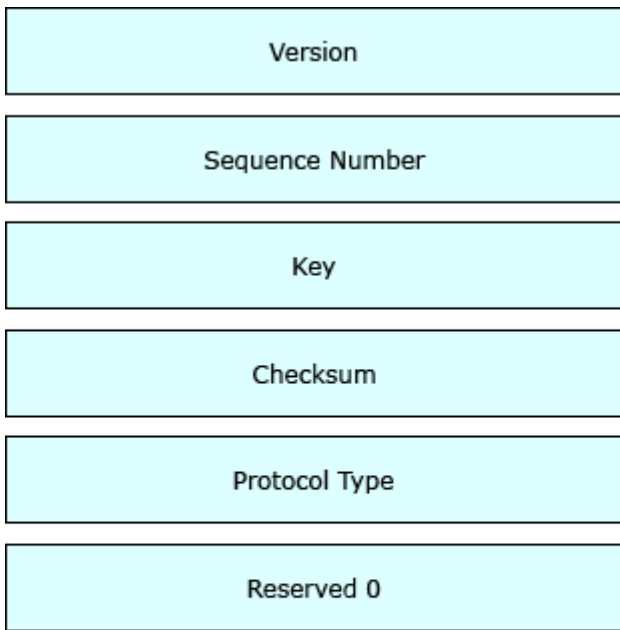 Version
Sequence Number
Key
Checksum
Protocol Type
Reserved 0